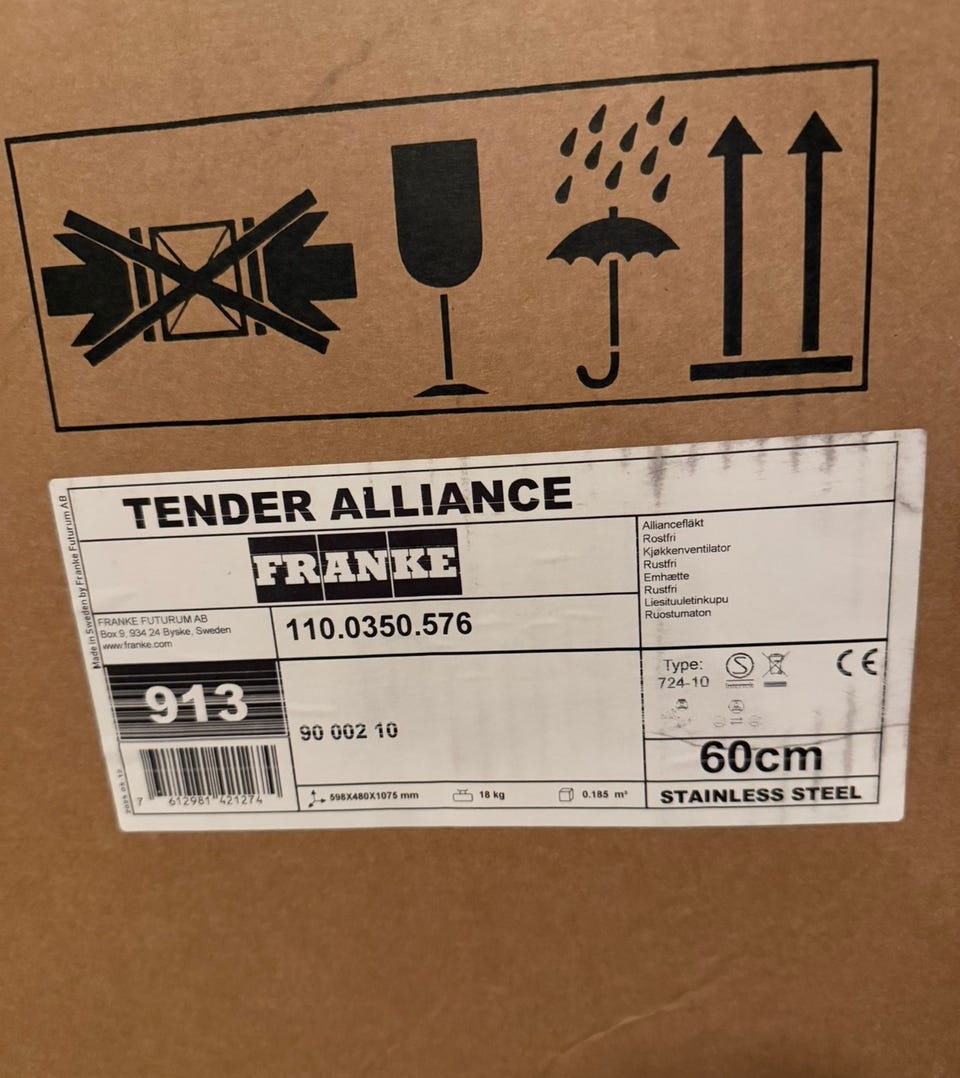 TENDER ALLIANCE
Made in Sweden by Franke Futurum AB
FRANKE
Alliancefläkt
Rostfri
Kjøkkenventilator
Rustfri
Emhætte
Rustfri
Liesituuletinkupu
Ruostumaton
FRANKE FUTURUM AB
Box 9, 934 24 Byske, Sweden
www.franke.com
110.0350.576
913
90 002 10
Type:
724-10
S
Intertek
CE
60cm
7 612981 421274
598X480X1075 mm
18 kg
0.185 m³
STAINLESS STEEL